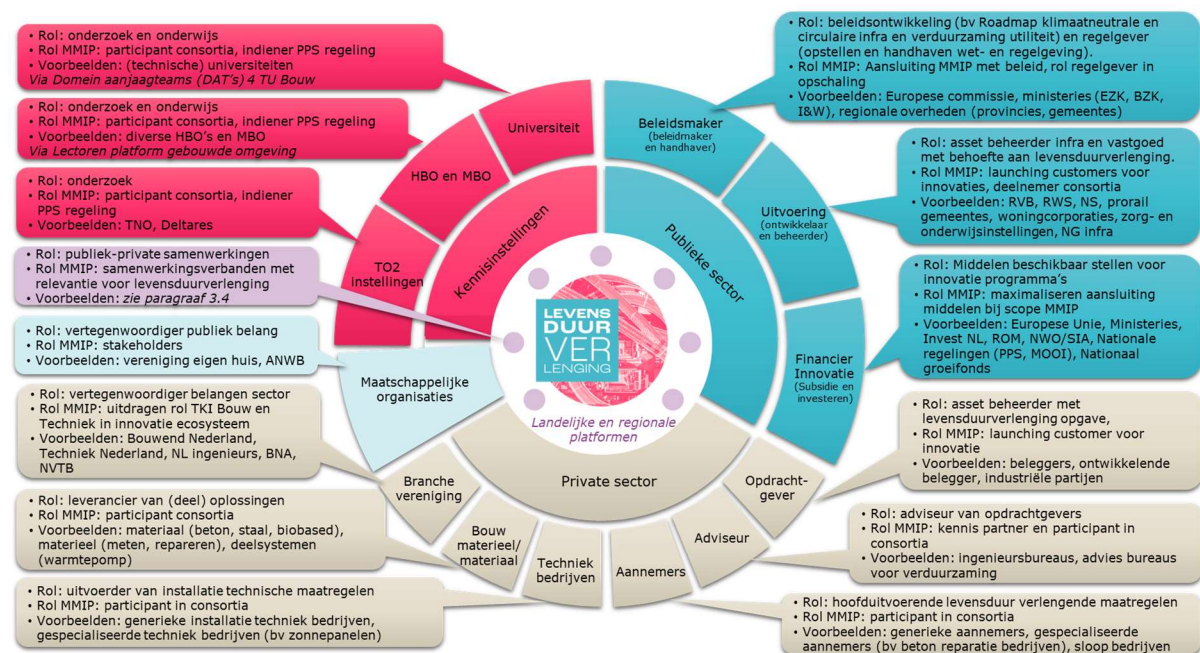 • Rol: onderzoek en onderwijs
• Rol MMIP: participant consortia, indiener PPS regeling
• Voorbeelden: (technische) universiteiten
Via Domein aanjaagteams (DAT's) 4 TU Bouw
• Rol: onderzoek en onderwijs
• Rol MMIP: participant consortia, indiener PPS regeling
• Voorbeelden: diverse HBO's en MBO
Via Lectoren platform gebouwde omgeving
• Rol: onderzoek
• Rol MMIP: participant consortia, indiener
PPS regeling
• Voorbeelden: TNO, Deltares
• Rol: publiek-private samenwerkingen
• Rol MMIP: samenwerkingsverbanden met
relevantie voor levensduurverlenging
• Voorbeelden: zie paragraaf 3.4
• Rol: vertegenwoordiger publiek belang
• Rol MMIP: stakeholders
• Voorbeelden: vereniging eigen huis, ANWB
• Rol: vertegenwoordiger belangen sector
• Rol MMIP: uitdragen rol TKI Bouw en
Techniek in innovatie ecosysteem
• Voorbeelden: Bouwend Nederland,
Techniek Nederland, NL ingenieurs, BNA,
NVTB
• Rol: leverancier van (deel) oplossingen
• Rol MMIP: participant consortia
• Voorbeelden: materiaal (beton, staal, biobased),
materieel (meten, repareren), deelsystemen
(warmtepomp)
• Rol: uitvoerder van installatie technische maatregelen
• Rol MMIP: participant in consortia
• Voorbeelden: generieke installatie techniek bedrijven,
gespecialiseerde techniek bedrijven (bv zonnepanelen)
Universiteit
HBO en MBO
TO2
instellingen
Kennisinstellingen
Maatschappelijke
organisaties
Branche
vereniging
Bouw
materieel/
materiaal
Techniek
bedrijven
Aannemers
Adviseur
Opdracht-
gever
Private sector
LEVENS
DUUR
VER
LENGING
Landelijke en regionale
platformen
Publieke sector
Beleidsmaker
(beleidmaker
en handhaver)
Uitvoering
(ontwikkelaar
en beheerder)
Financier
Innovatie
(Subsidie en
investeren)
• Rol: beleidsontwikkeling (bv Roadmap klimaatneutrale en
circulaire infra en verduurzaming utiliteit) en regelgever
(opstellen en handhaven wet- en regelgeving).
• Rol MMIP: Aansluiting MMIP met beleid, rol regelgever in
opschaling
• Voorbeelden: Europese commissie, ministeries (EZK, BZK,
I&W), regionale overheden (provincies, gemeentes)
• Rol: asset beheerder infra en vastgoed
met behoefte aan levensduurverlenging.
• Rol MMIP: launching customers voor
innovaties, deelnemer consortia
• Voorbeelden: RVB, RWS, NS, prorail
gemeentes, woningcorporaties, zorg- en
onderwijsinstellingen, NG infra
• Rol: Middelen beschikbaar stellen voor
innovatie programma's
• Rol MMIP: maximaliseren aansluiting
middelen bij scope MMIP
• Voorbeelden: Europese Unie, Ministeries,
Invest NL, ROM, NWO/SIA, Nationale
regelingen (PPS, MOOI), Nationaal
groeifonds
• Rol: asset beheerder met
levensduurverlenging opgave,
• Rol MMIP: launching customer voor
innovatie
• Voorbeelden: beleggers, ontwikkelende
belegger, industriële partijen
• Rol: adviseur van opdrachtgevers
• Rol MMIP: kennis partner en participant in
consortia
• Voorbeelden: ingenieursbureaus, advies bureaus
voor verduurzaming
• Rol: hoofduitvoerende levensduur verlengende maatregelen
• Rol MMIP: participant in consortia
• Voorbeelden: generieke aannemers, gespecialiseerde
aannemers (bv beton reparatie bedrijven), sloop bedrijven